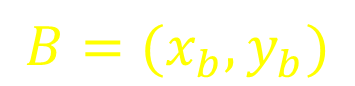 B = (x_b, y_b)